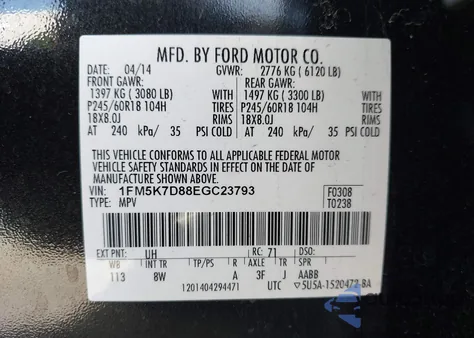 MFD. BY FORD MOTOR CO.
DATE: 04/14 GVWR: 2776 KG ( 6120 LB)
FRONT GAWR: REAR GAWR:
1397 KG ( 3080 LB) WITH 1497 KG ( 3300 LB) WITH
P245/60R18 104H TIRES P245/60R18 104H TIRES
18X8.0J RIMS 18X8.0J RIMS
AT 240 kPa/ 35 PSI COLD AT 240 kPa/ 35 PSI COLD
THIS VEHICLE CONFORMS TO ALL APPLICABLE FEDERAL MOTOR
VEHICLE SAFETY STANDARDS IN EFFECT ON THE DATE OF
MANUFACTURE SHOWN ABOVE.
VIN: 1FM5K7D88EGC23793 F0308
TYPE: MPV T0238
EXT PNT: UH RC: 71 DSO:
WB INT TR TP/PS R AXLE TR SPR
113 8W A 3F J AABB
1201404294471 UTC